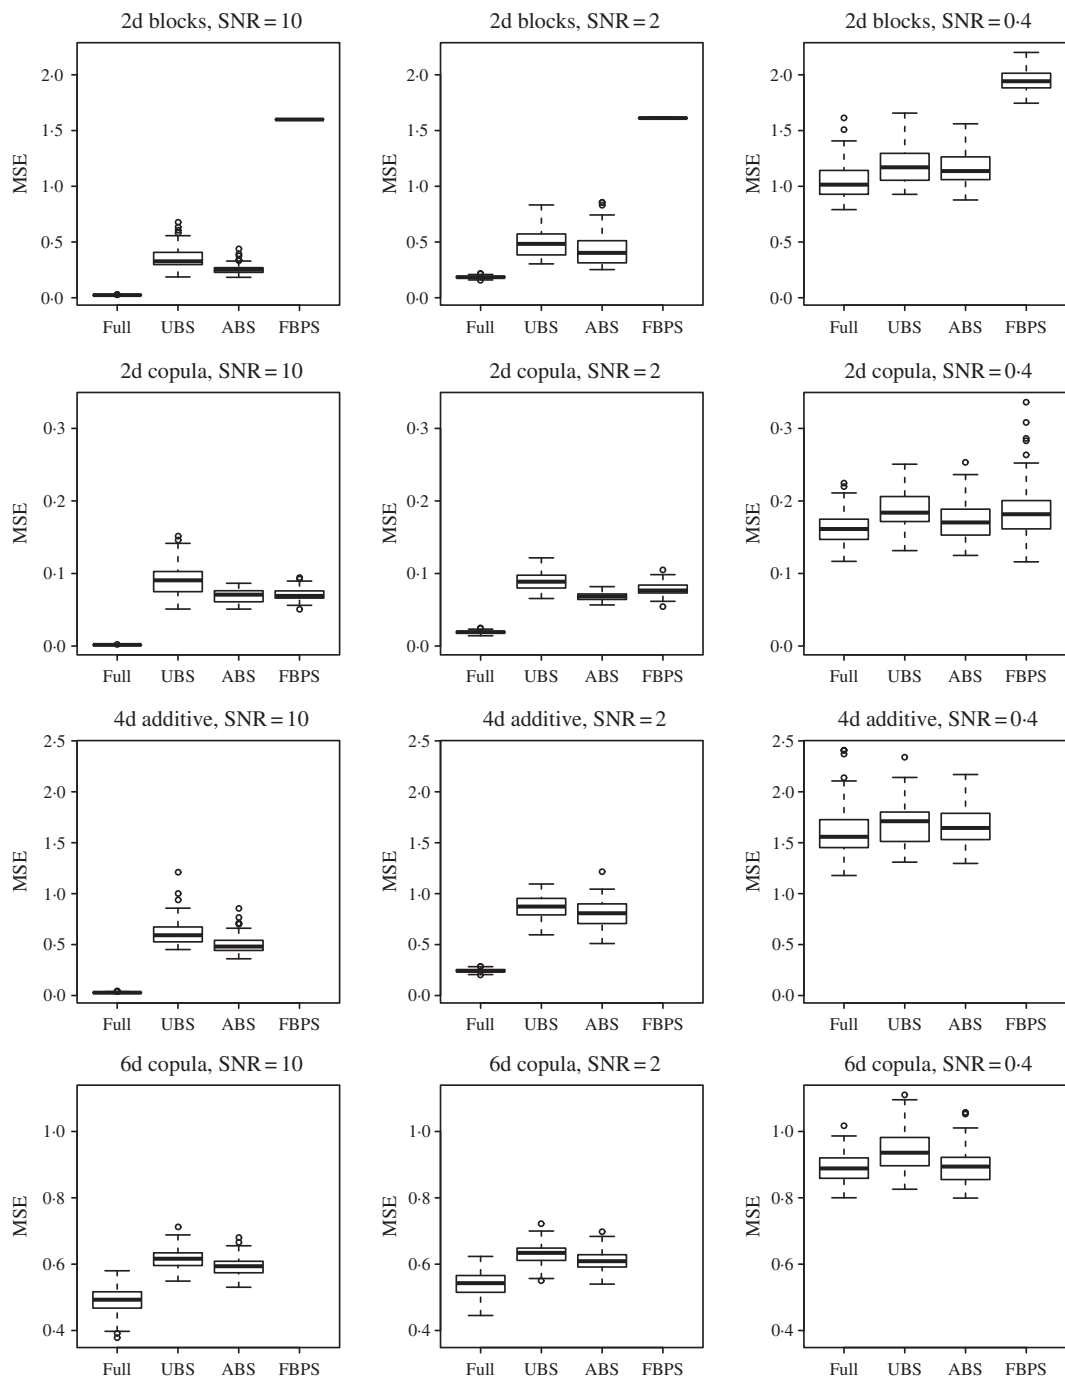 2d blocks, SNR = 10
2·0
1·5
1·0
0·5
0·0
MSE
Full UBS ABS FBPS
2d blocks, SNR = 2
2·0
1·5
1·0
0·5
0·0
MSE
Full UBS ABS FBPS
2d blocks, SNR = 0·4
2·0
1·5
1·0
0·5
0·0
MSE
Full UBS ABS FBPS
2d copula, SNR = 10
0·3
0·2
0·1
0·0
MSE
Full UBS ABS FBPS
2d copula, SNR = 2
0·3
0·2
0·1
0·0
MSE
Full UBS ABS FBPS
2d copula, SNR = 0·4
0·3
0·2
0·1
0·0
MSE
Full UBS ABS FBPS
4d additive, SNR = 10
2·5
2·0
1·5
1·0
0·5
0·0
MSE
Full UBS ABS FBPS
4d additive, SNR = 2
2·5
2·0
1·5
1·0
0·5
0·0
MSE
Full UBS ABS FBPS
4d additive, SNR = 0·4
2·5
2·0
1·5
1·0
0·5
0·0
MSE
Full UBS ABS FBPS
6d copula, SNR = 10
1·0
0·8
0·6
0·4
MSE
Full UBS ABS FBPS
6d copula, SNR = 2
1·0
0·8
0·6
0·4
MSE
Full UBS ABS FBPS
6d copula, SNR = 0·4
1·0
0·8
0·6
0·4
MSE
Full UBS ABS FBPS